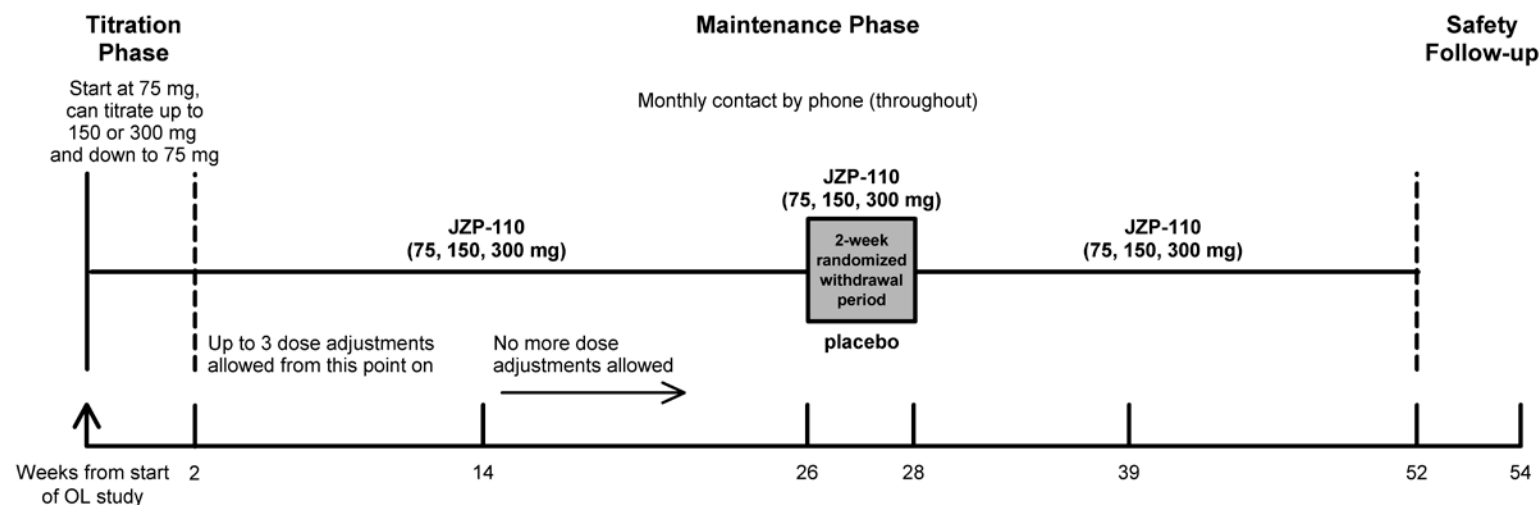 Titration
Phase
Maintenance Phase
Safety
Follow-up
Start at 75 mg,
can titrate up to
150 or 300 mg
and down to 75 mg
Monthly contact by phone (throughout)
JZP-110
(75, 150, 300 mg)
JZP-110
(75, 150, 300 mg)
JZP-110
(75, 150, 300 mg)
2-week
randomized
withdrawal
period
placebo
Up to 3 dose adjustments
allowed from this point on
No more dose
adjustments allowed
Weeks from start
of OL study
2
14
26
28
39
52
54